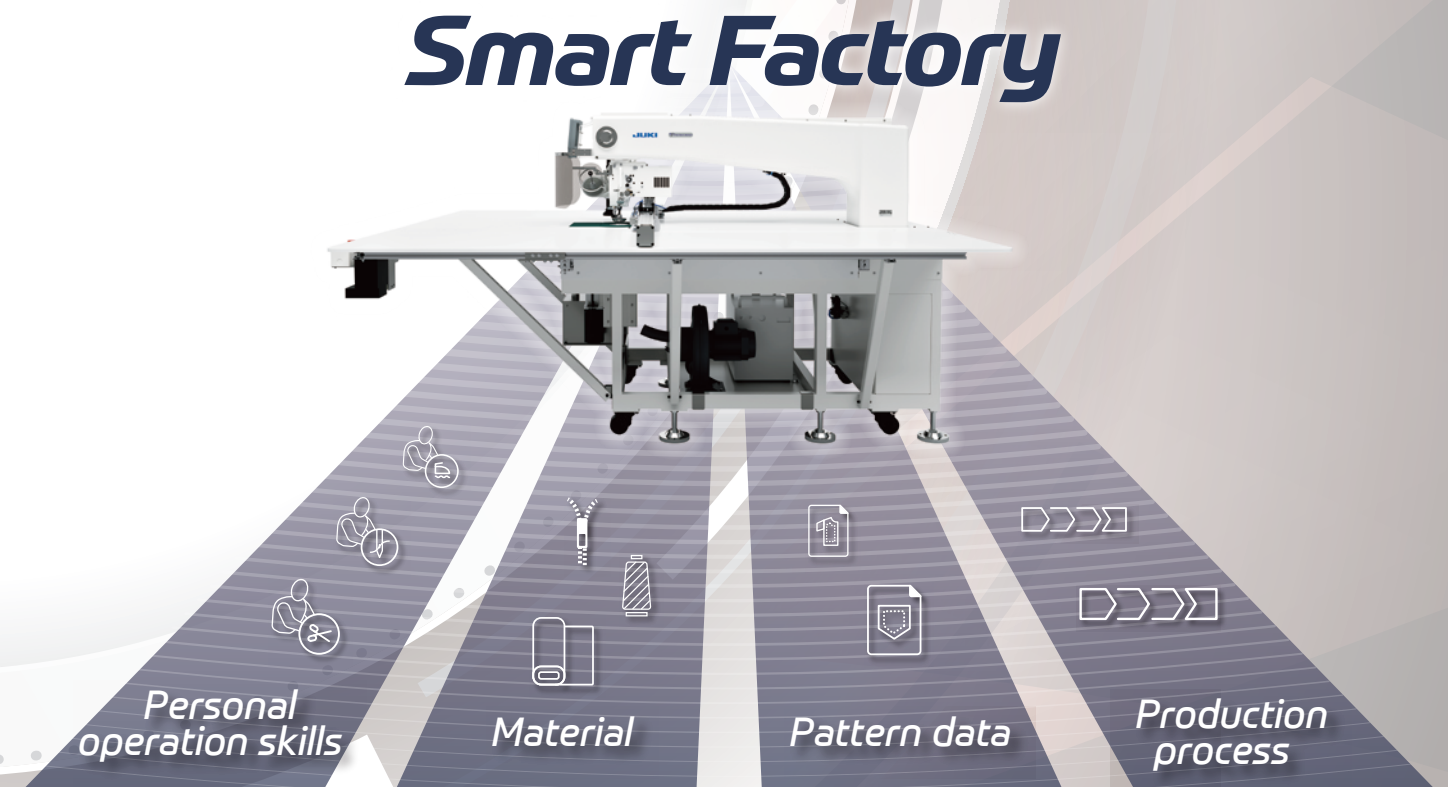 Smart Factory
JUKI
Personal
operation skills
Material
Pattern data
Production
process